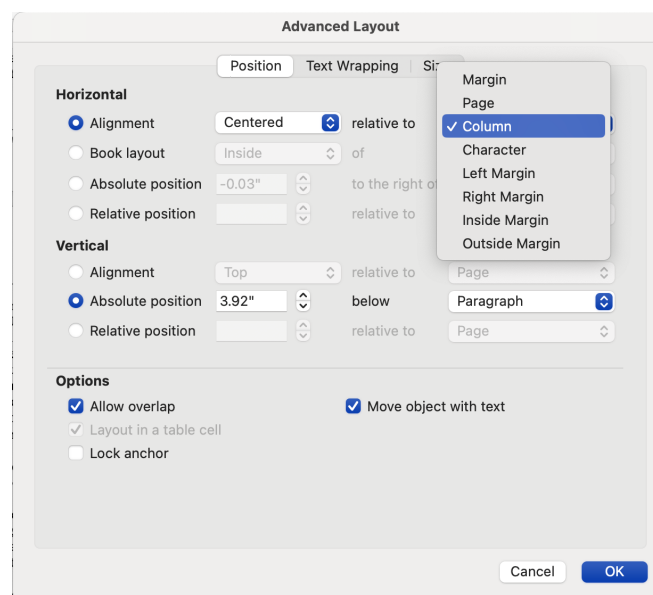 Advanced Layout
Position Text Wrapping
Horizontal
Alignment Centered relative to
Book layout Inside of
Absolute position -0.03" to the right of
Relative position relative to
Margin
Page
✓ Column
Character
Left Margin
Right Margin
Inside Margin
Outside Margin
Vertical
Alignment Top relative to Page
Absolute position 3.92" below Paragraph
Relative position relative to Page
Options
Allow overlap Move object with text
Layout in a table cell
Lock anchor
Cancel OK